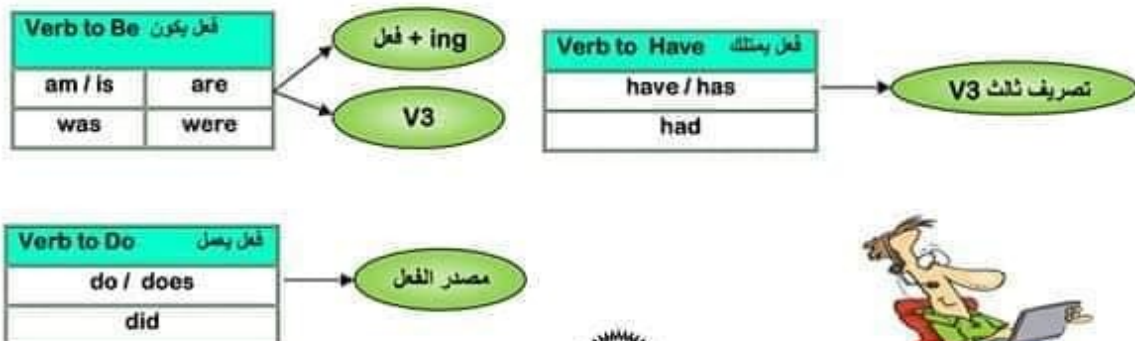 Verb to Be فعل يكون
am / is are
was were
فعل + ing
V3
Verb to Have فعل يمتلك
have / has
had
تصريف ثالث V3
Verb to Do فعل يعمل
do / does
did
مصدر الفعل